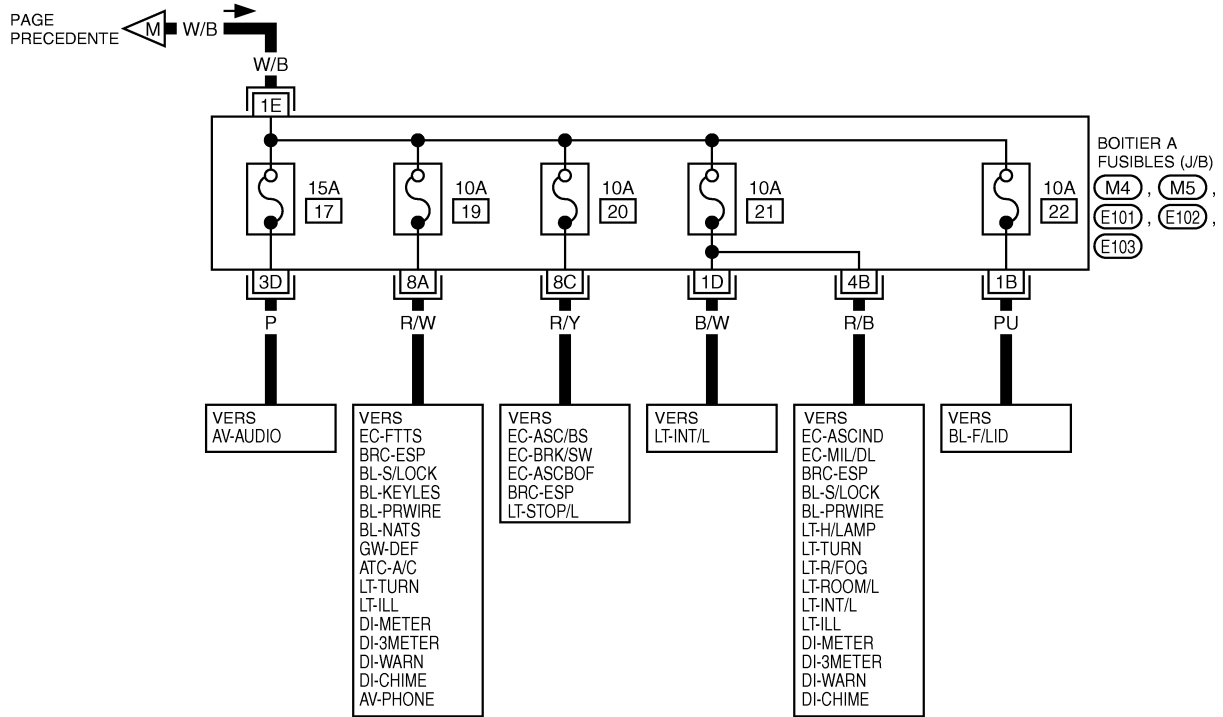 PAGE
PRECEDENTE
M
W/B
W/B
1E
15A
17
10A
19
10A
20
10A
21
10A
22
BOITIER A
FUSIBLES (J/B)
M4 , M5 ,
E101 , E102 ,
E103
3D
8A
8C
1D
4B
1B
P
R/W
R/Y
B/W
R/B
PU
VERS
AV-AUDIO
VERS
EC-FTTS
BRC-ESP
BL-S/LOCK
BL-KEYLES
BL-PRWIRE
BL-NATS
GW-DEF
ATC-A/C
LT-TURN
LT-ILL
DI-METER
DI-3METER
DI-WARN
DI-CHIME
AV-PHONE
VERS
EC-ASC/BS
EC-BRK/SW
EC-ASCBOF
BRC-ESP
LT-STOP/L
VERS
LT-INT/L
VERS
EC-ASCIND
EC-MIL/DL
BRC-ESP
BL-S/LOCK
BL-PRWIRE
LT-H/LAMP
LT-TURN
LT-R/FOG
LT-ROOM/L
LT-INT/L
LT-ILL
DI-METER
DI-3METER
DI-WARN
DI-CHIME
VERS
BL-F/LID